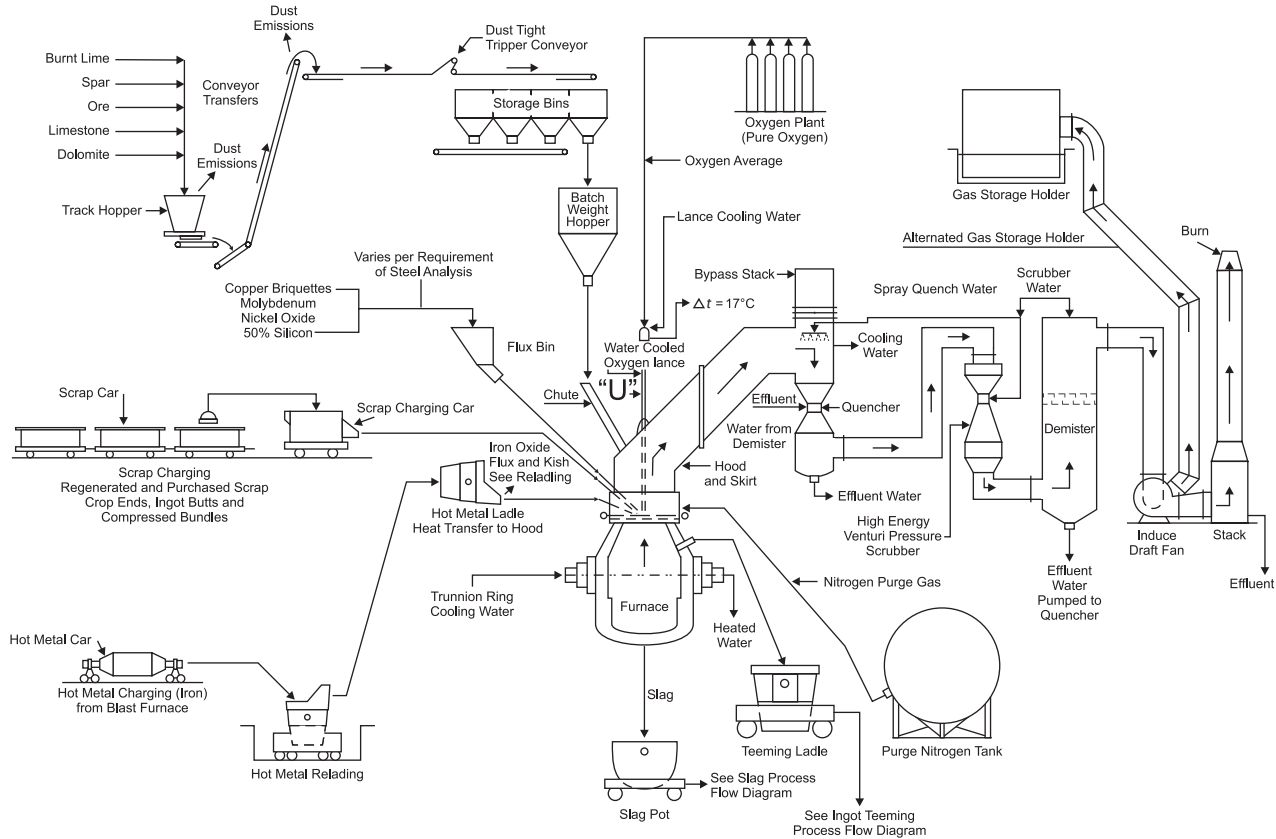 Dust
Emissions
Burnt Lime
Spar
Ore
Limestone
Dolomite
Conveyor
Transfers
Dust
Emissions
Track Hopper
Dust Tight
Tripper Conveyor
Storage Bins
Batch
Weight
Hopper
Oxygen Plant
(Pure Oxygen)
Oxygen Average
Lance Cooling Water
Gas Storage Holder
Alternated Gas Storage Holder
Burn
Varies per Requirement
of Steel Analysis
Copper Briquettes
Molybdenum
Nickel Oxide
50% Silicon
Flux Bin
Bypass Stack
Δt = 17°C
Spray Quench Water
Scrubber
Water
Water Cooled
Oxygen lance
“U”
Cooling
Water
Chute
Effluent
Quencher
Water from
Demister
Demister
Scrap Car
Scrap Charging Car
Scrap Charging
Regenerated and Purchased Scrap
Crop Ends, Ingot Butts and
Compressed Bundles
Iron Oxide
Flux and Kish
See Relading
Hot Metal Ladle
Heat Transfer to Hood
Hood
and Skirt
Effluent Water
High Energy
Venturi Pressure
Scrubber
Induce
Draft Fan
Stack
Effluent
Effluent
Water
Pumped to
Quencher
Trunnion Ring
Cooling Water
Furnace
Heated
Water
Nitrogen Purge Gas
Hot Metal Car
Hot Metal Charging (Iron)
from Blast Furnace
Hot Metal Relading
Slag
Slag Pot
See Slag Process
Flow Diagram
Teeming Ladle
Purge Nitrogen Tank
See Ingot Teeming
Process Flow Diagram